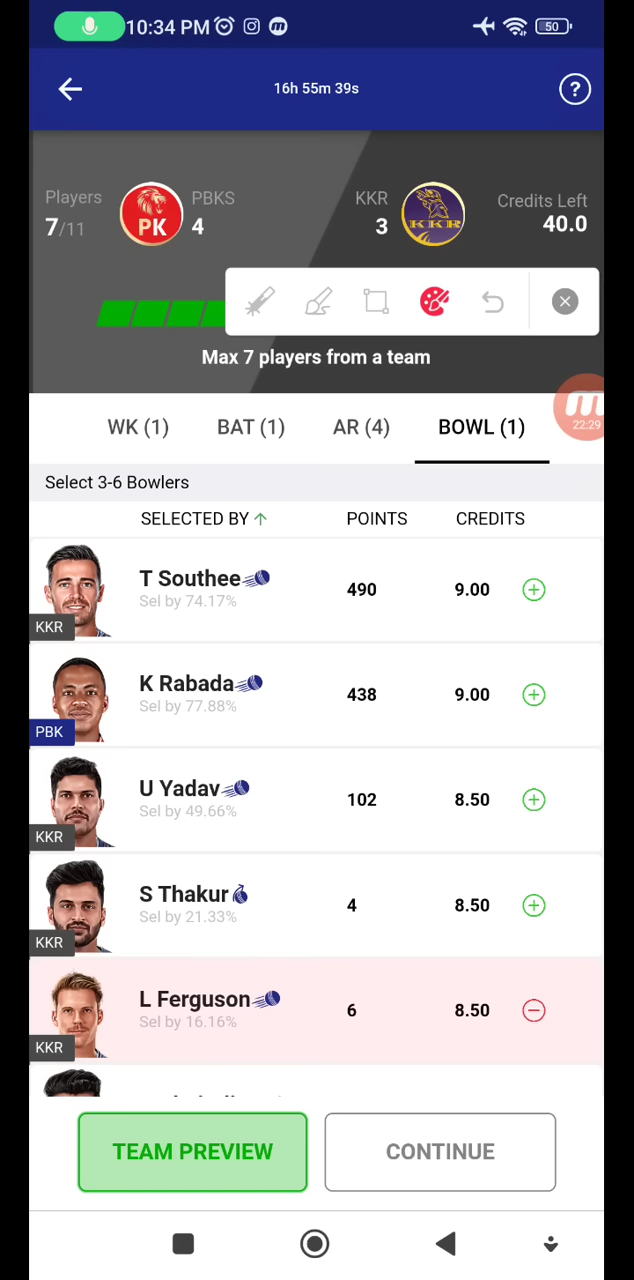 10:34 PM 50
16h 55m 39s ?
Players PBKS KKR Credits Left
7/11 PK 4 3 KKR 40.0
Max 7 players from a team
WK (1) BAT (1) AR (4) BOWL (1)
22:29
Select 3-6 Bowlers
SELECTED BY POINTS CREDITS
T Southee
Sel by 74.17% 490 9.00
KKR
K Rabada
Sel by 77.88% 438 9.00
PBK
U Yadav
Sel by 49.66% 102 8.50
KKR
S Thakur
Sel by 21.33% 4 8.50
KKR
L Ferguson
Sel by 16.16% 6 8.50
KKR
TEAM PREVIEW CONTINUE